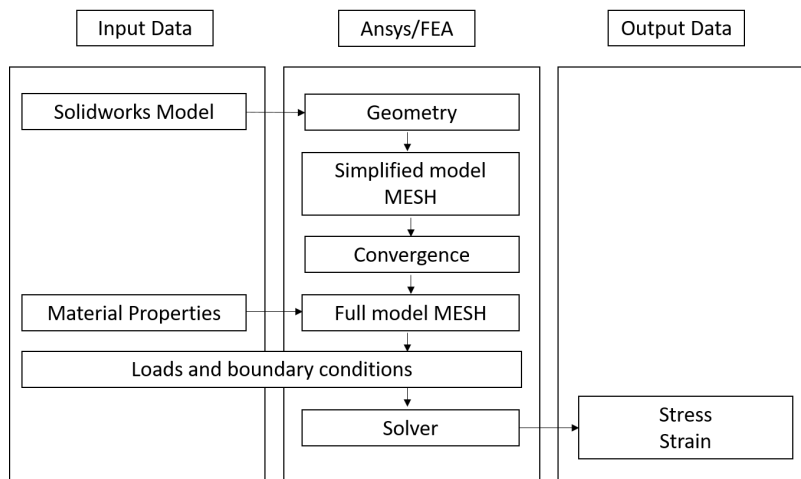 Input Data
Ansys/FEA
Output Data
Solidworks Model
Geometry
Simplified model
MESH
Convergence
Material Properties
Full model MESH
Loads and boundary conditions
Solver
Stress
Strain